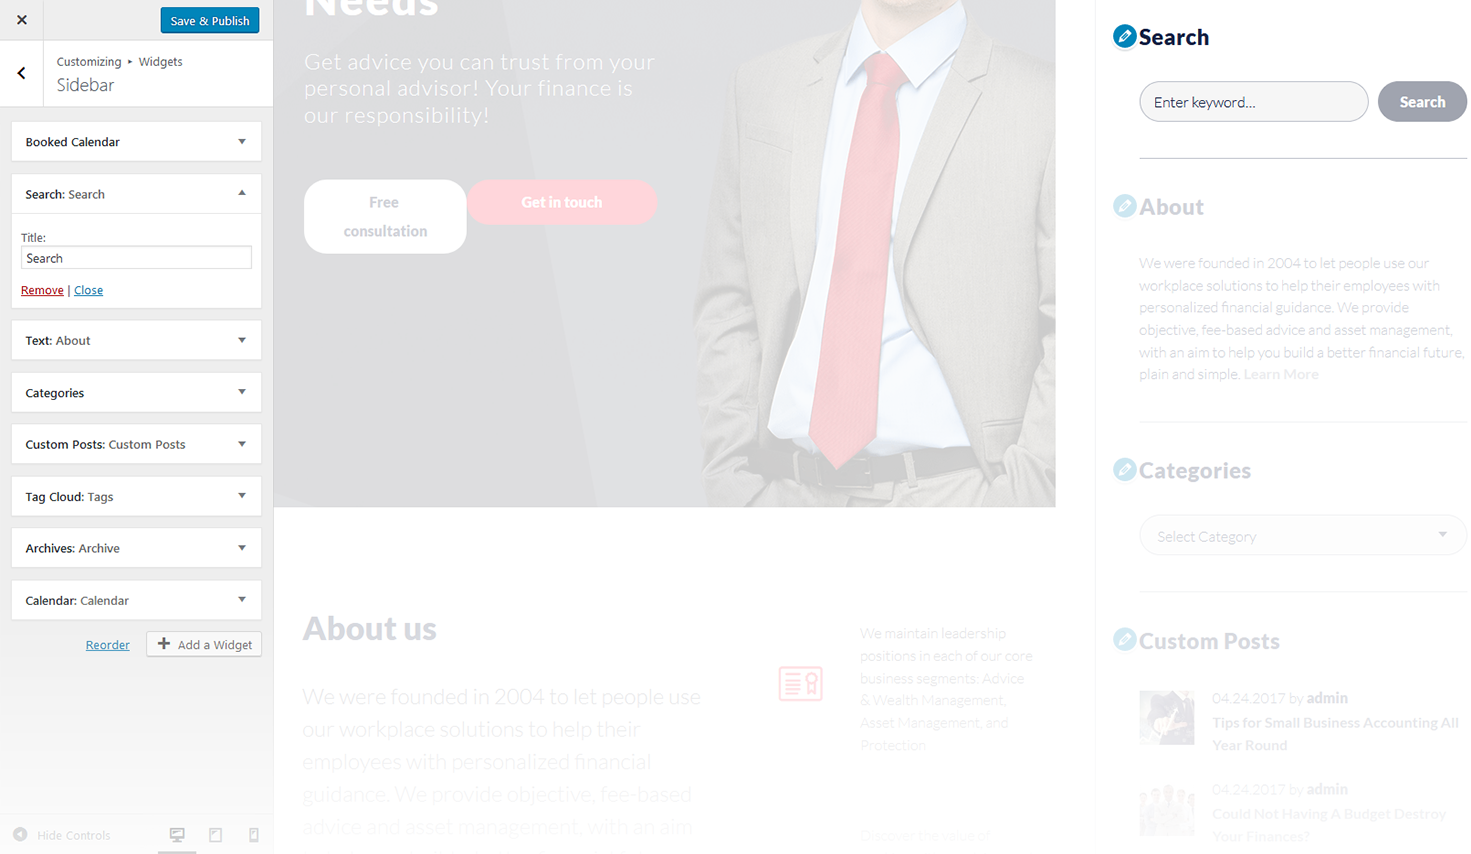 Save & Publish
Customizing ▸ Widgets
Sidebar
Booked Calendar
Search: Search
Title:
Search
Remove | Close
Text: About
Categories
Custom Posts: Custom Posts
Tag Cloud: Tags
Archives: Archive
Calendar: Calendar
Reorder
Add a Widget
Hide Controls
Needs
Get advice you can trust from your
personal advisor! Your finance is
our responsibility!
Free
consultation
Get in touch
About us
We were founded in 2004 to let people use
our workplace solutions to help their
employees with personalized financial
guidance. We provide objective, fee-based
advice and asset management, with an aim
We maintain leadership
positions in each of our core
business segments: Advice
& Wealth Management,
Asset Management, and
Protection
Discover the value of
Search
Enter keyword...
Search
About
We were founded in 2004 to let people use our
workplace solutions to help their employees with
personalized financial guidance. We provide
objective, fee-based advice and asset management,
with an aim to help you build a better financial future,
plain and simple. Learn More
Categories
Select Category
Custom Posts
04.24.2017 by admin
Tips for Small Business Accounting All
Year Round
04.24.2017 by admin
Could Not Having A Budget Destroy
Your Finances?